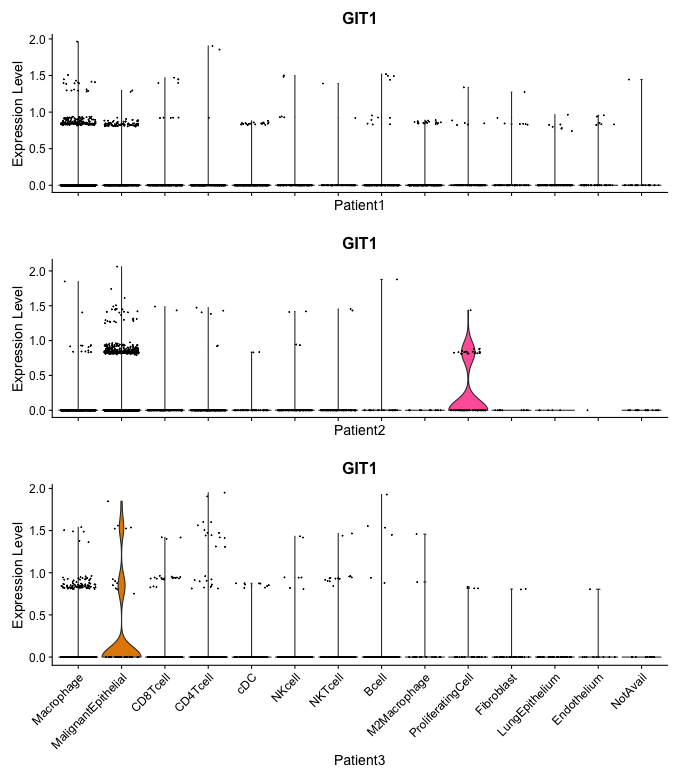 GIT1
Expression Level
2.0
1.5
1.0
0.5
0.0
Patient1
GIT1
Expression Level
2.0
1.5
1.0
0.5
0.0
Patient2
GIT1
Expression Level
2.0
1.5
1.0
0.5
0.0
Macrophage
MalignantEpithelial
CD8Tcell
CD4Tcell
cDC
NKcell
NKTcell
Bcell
M2Macrophage
ProliferatingCell
Fibroblast
LungEpithelium
Endothelium
NotAvail
Patient3